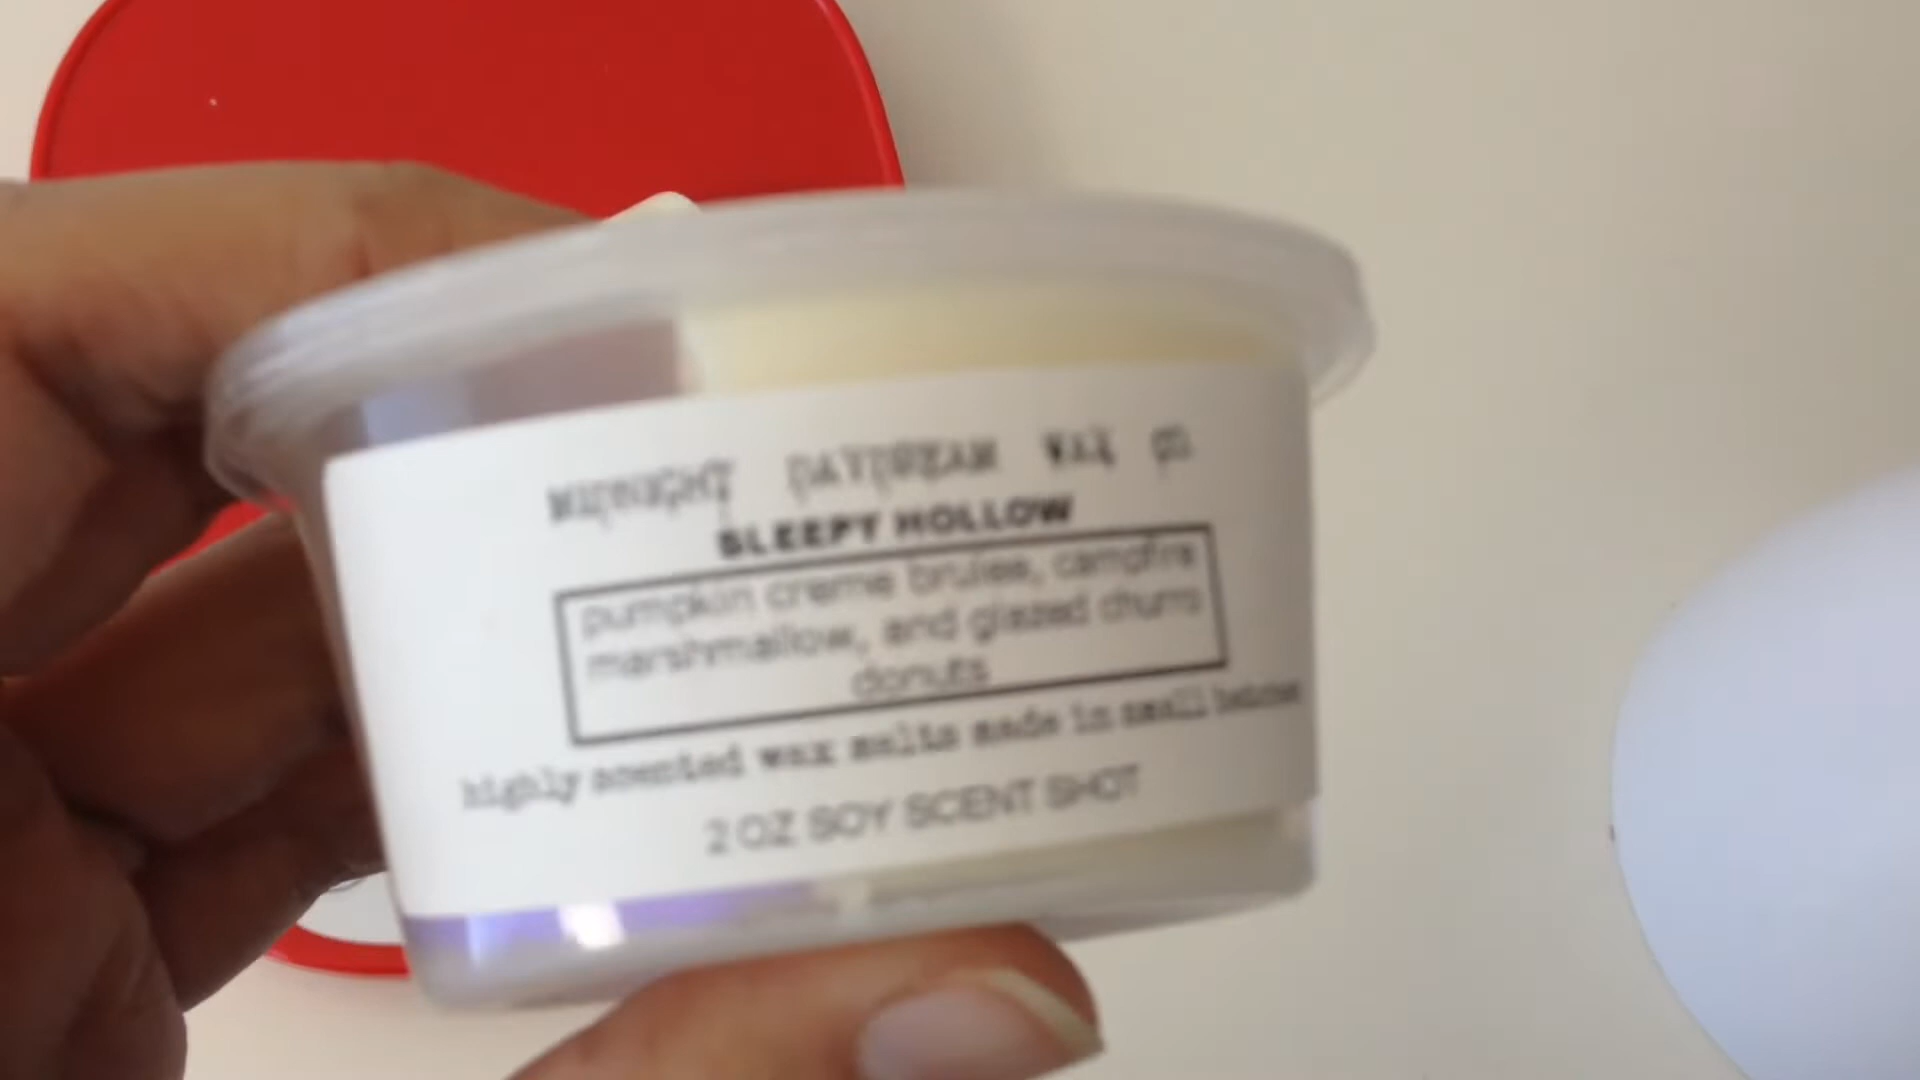 MIDNIGHT DAYDREAM WAX CO
SLEEPY HOLLOW
pumpkin creme brulee, campfire
marshmallow, and glazed churro
donuts
highly scented wax melts made in small batches
2 OZ SOY SCENT SHOT